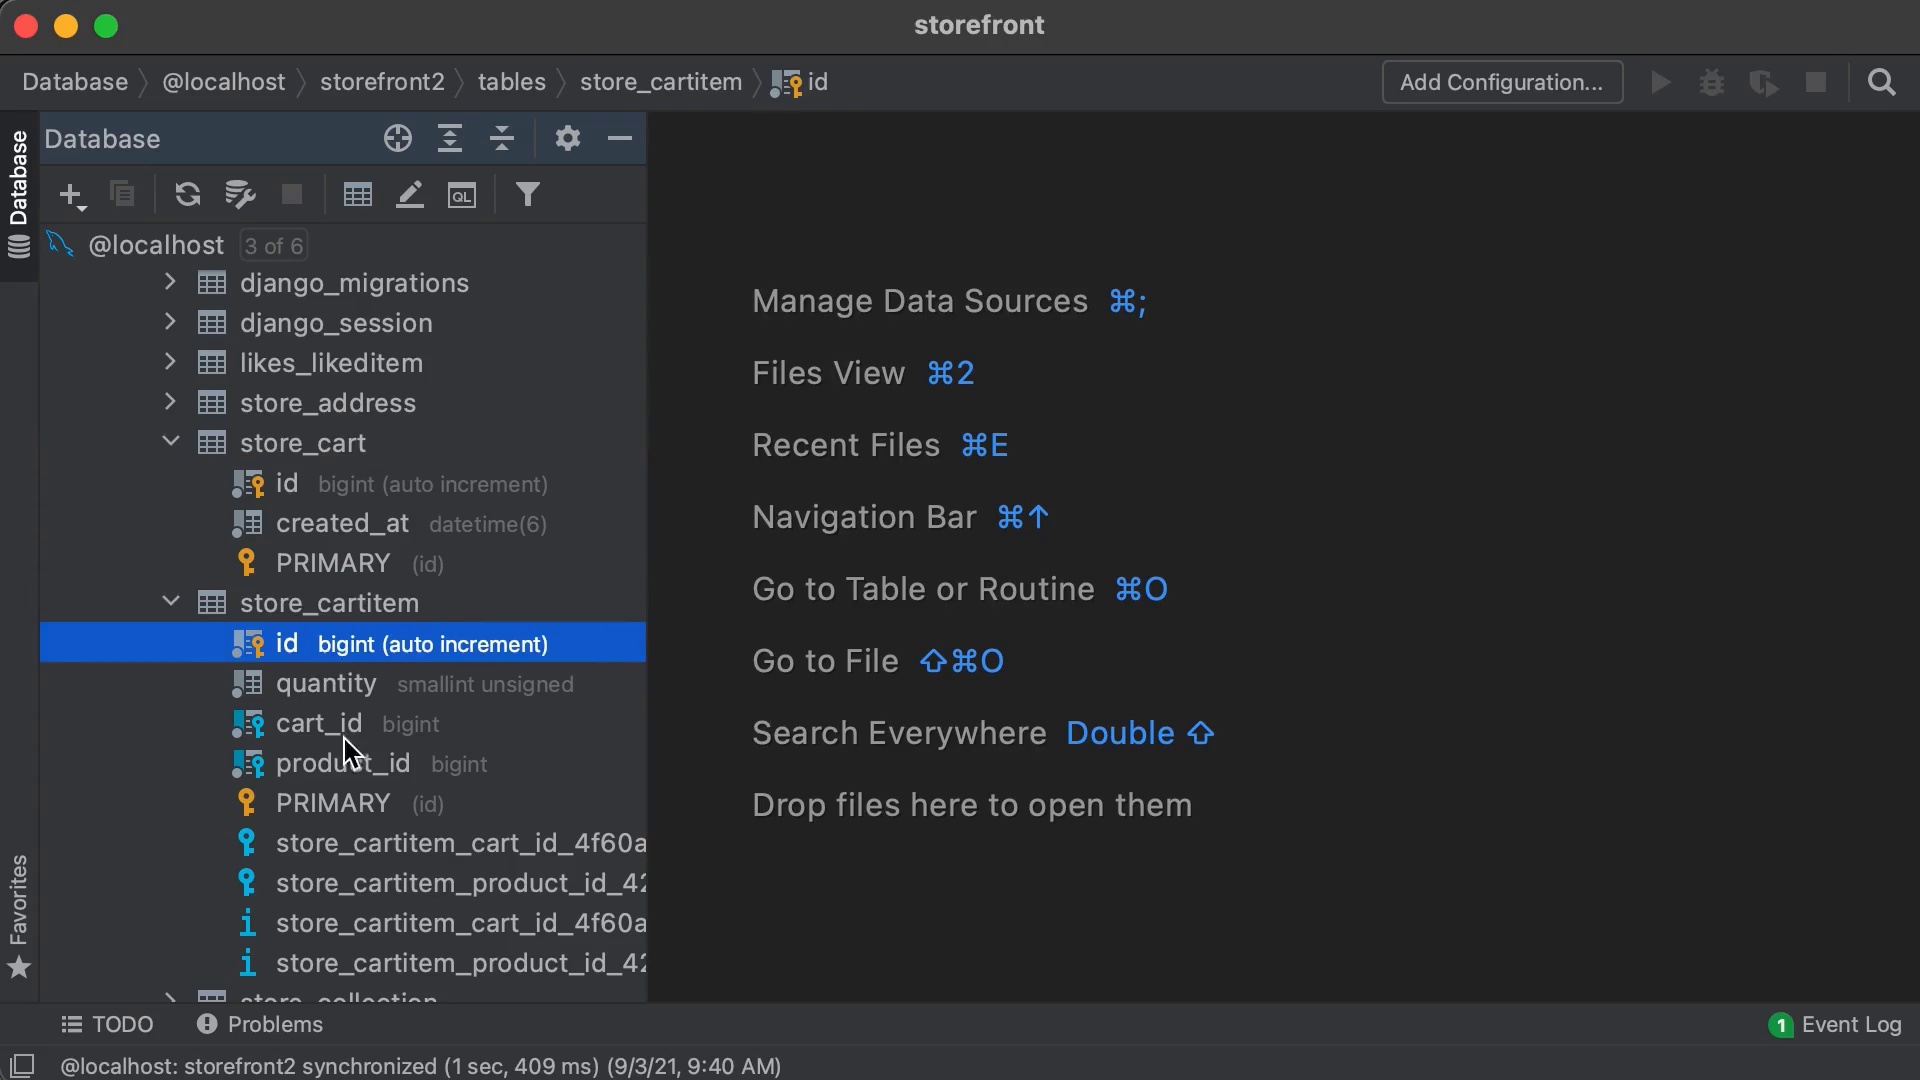 storefront
Database @localhost storefront2 tables store_cartitem id
Add Configuration...
Database
Database
@localhost 3 of 6
django_migrations
django_session
likes_likeditem
store_address
store_cart
id bigint (auto increment)
created_at datetime(6)
PRIMARY (id)
store_cartitem
id bigint (auto increment)
quantity smallint unsigned
cart_id bigint
product_id bigint
PRIMARY (id)
store_cartitem_cart_id_4f60a
store_cartitem_product_id_42
store_cartitem_cart_id_4f60a
store_cartitem_product_id_42
store_collection
Manage Data Sources ⌘;
Files View ⌘2
Recent Files ⌘E
Navigation Bar ⌘↑
Go to Table or Routine ⌘O
Go to File ⇧⌘O
Search Everywhere Double ⇧
Drop files here to open them
Favorites
TODO Problems
1 Event Log
@localhost: storefront2 synchronized (1 sec, 409 ms) (9/3/21, 9:40 AM)
QL